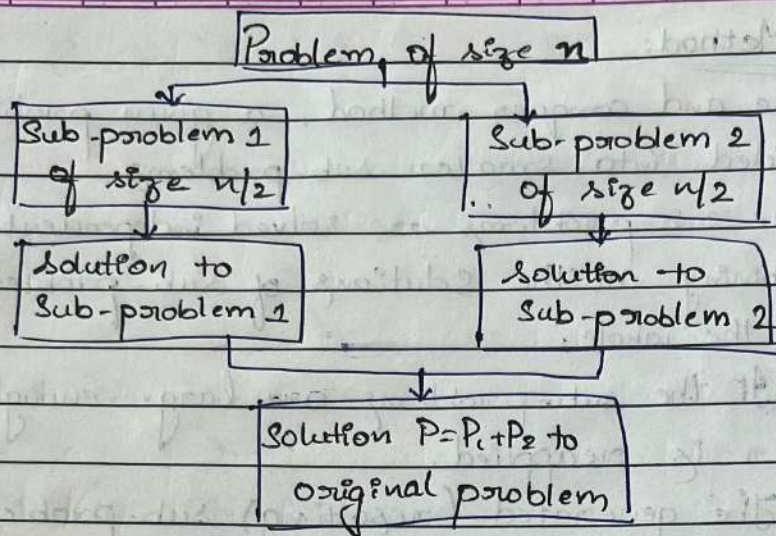 Problem of size n
Sub-problem 1
of size n/2
Sub-problem 2
of size n/2
Solution to
Sub-problem 1
Solution to
Sub-problem 2
Solution P=P₁+P₂ to
original problem